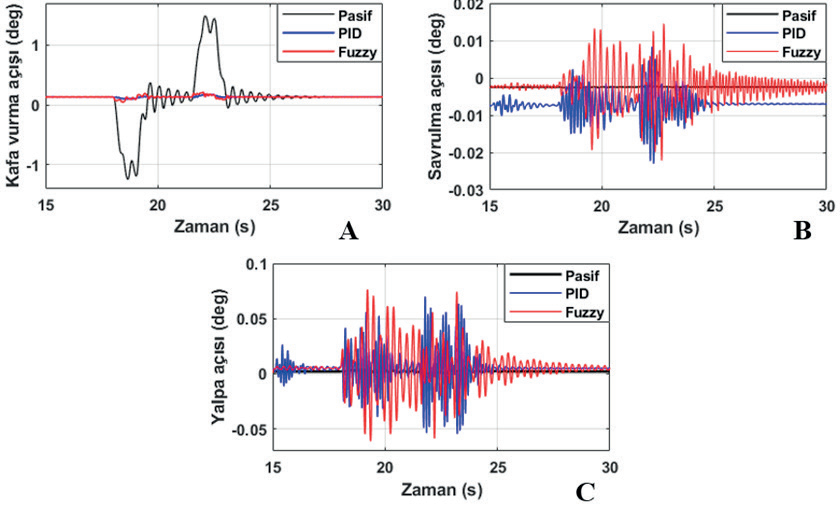 Kafa vurma açışı (deg)
1
0
-1
15
20
25
30
Zaman (s)
Pasif
PID
Fuzzy
A
Savrulma açısı (deg)
0.02
0.01
0
-0.01
-0.02
-0.03
15
20
25
30
Zaman (s)
Pasif
PID
Fuzzy
B
Yalpa açısı (deg)
0.1
0.05
0
-0.05
15
20
25
30
Zaman (s)
Pasif
PID
Fuzzy
C